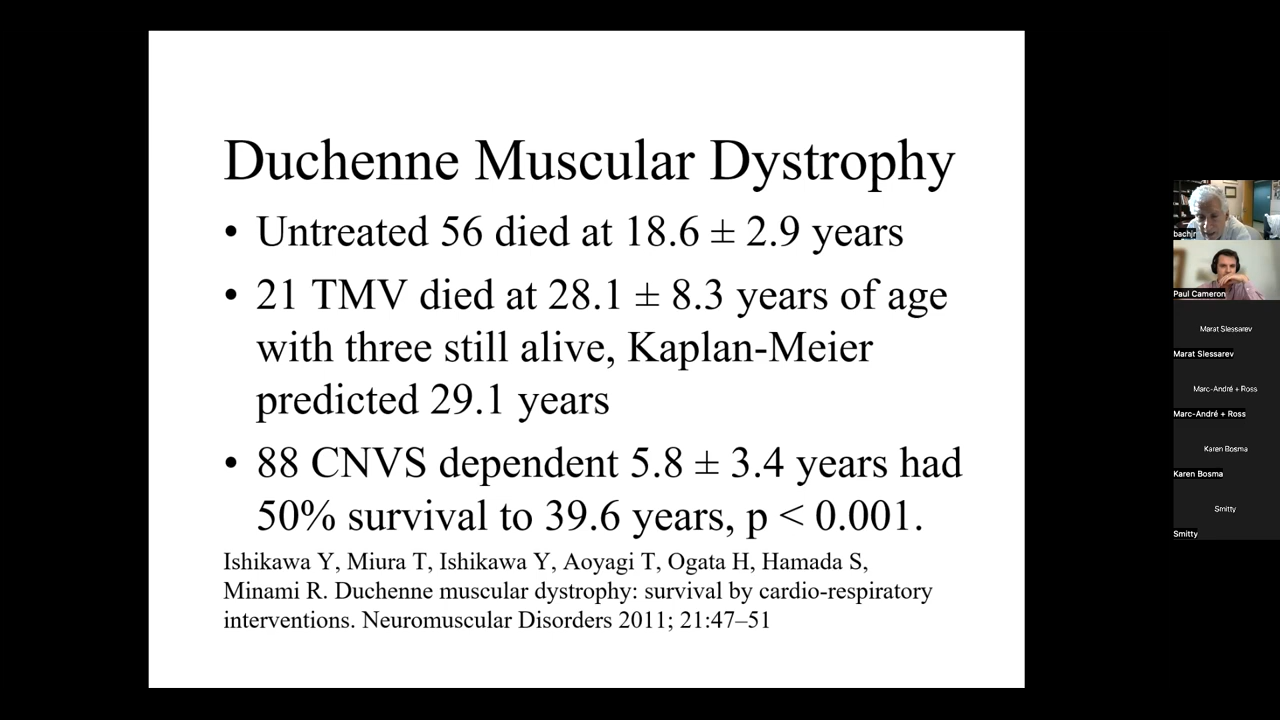 Duchenne Muscular Dystrophy
• Untreated 56 died at 18.6 ± 2.9 years
• 21 TMV died at 28.1 ± 8.3 years of age
with three still alive, Kaplan-Meier
predicted 29.1 years
• 88 CNVS dependent 5.8 ± 3.4 years had
50% survival to 39.6 years, p < 0.001.
Ishikawa Y, Miura T, Ishikawa Y, Aoyagi T, Ogata H, Hamada S,
Minami R. Duchenne muscular dystrophy: survival by cardio-respiratory
interventions. Neuromuscular Disorders 2011; 21:47–51
bachjr
Paul Cameron
Marat Slessarev
Marat Slessarev
Marc-André + Ross
Marc-André + Ross
Karen Bosma
Karen Bosma
Smitty
Smitty